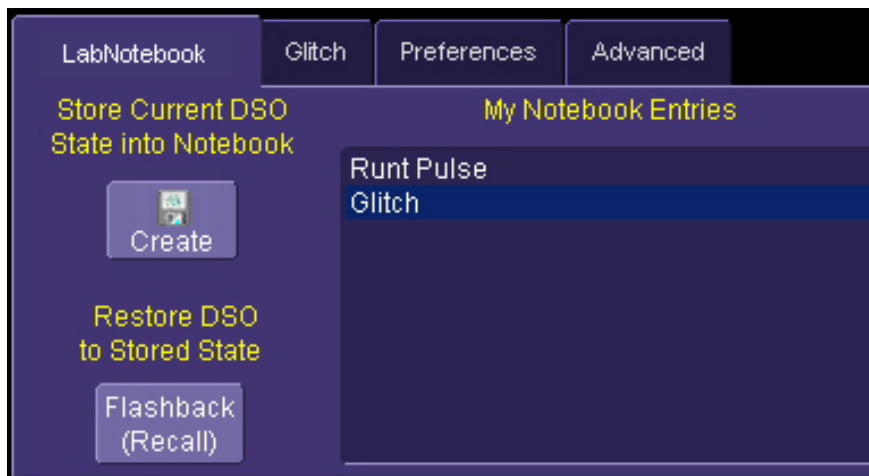 LabNotebook Glitch Preferences Advanced
Store Current DSO
State into Notebook
Create
Restore DSO
to Stored State
Flashback
(Recall)
My Notebook Entries
Runt Pulse
Glitch